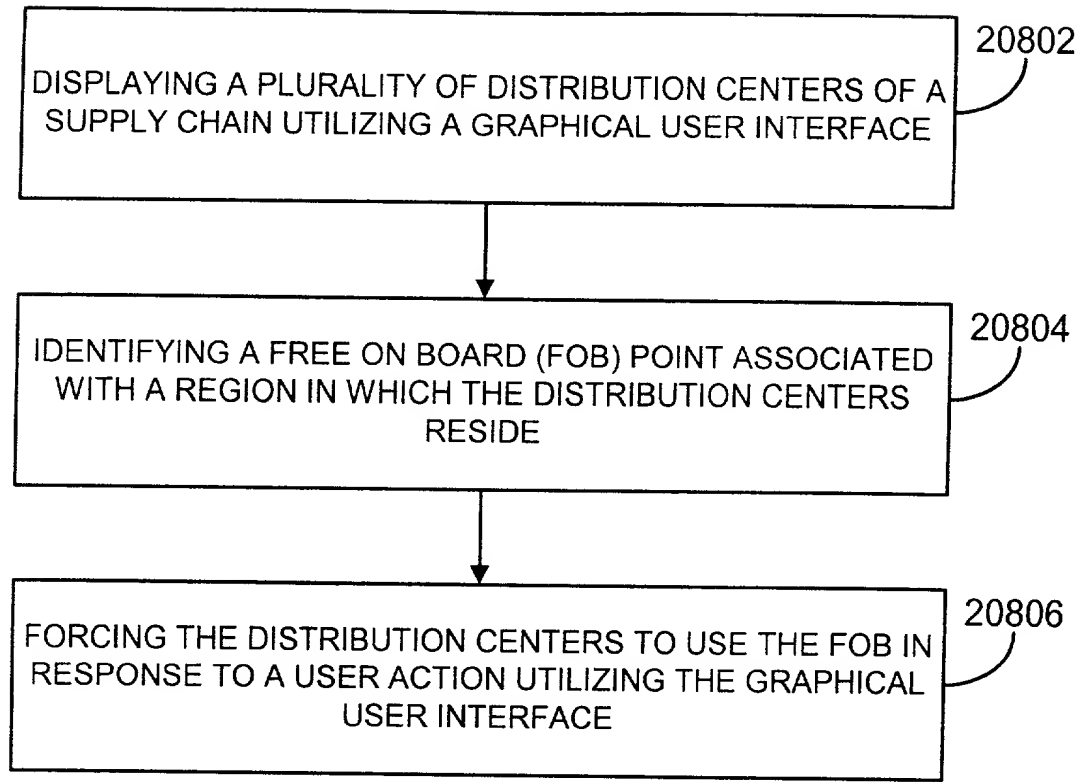 20802
DISPLAYING A PLURALITY OF DISTRIBUTION CENTERS OF A
SUPPLY CHAIN UTILIZING A GRAPHICAL USER INTERFACE
20804
IDENTIFYING A FREE ON BOARD (FOB) POINT ASSOCIATED
WITH A REGION IN WHICH THE DISTRIBUTION CENTERS
RESIDE
20806
FORCING THE DISTRIBUTION CENTERS TO USE THE FOB IN
RESPONSE TO A USER ACTION UTILIZING THE GRAPHICAL
USER INTERFACE